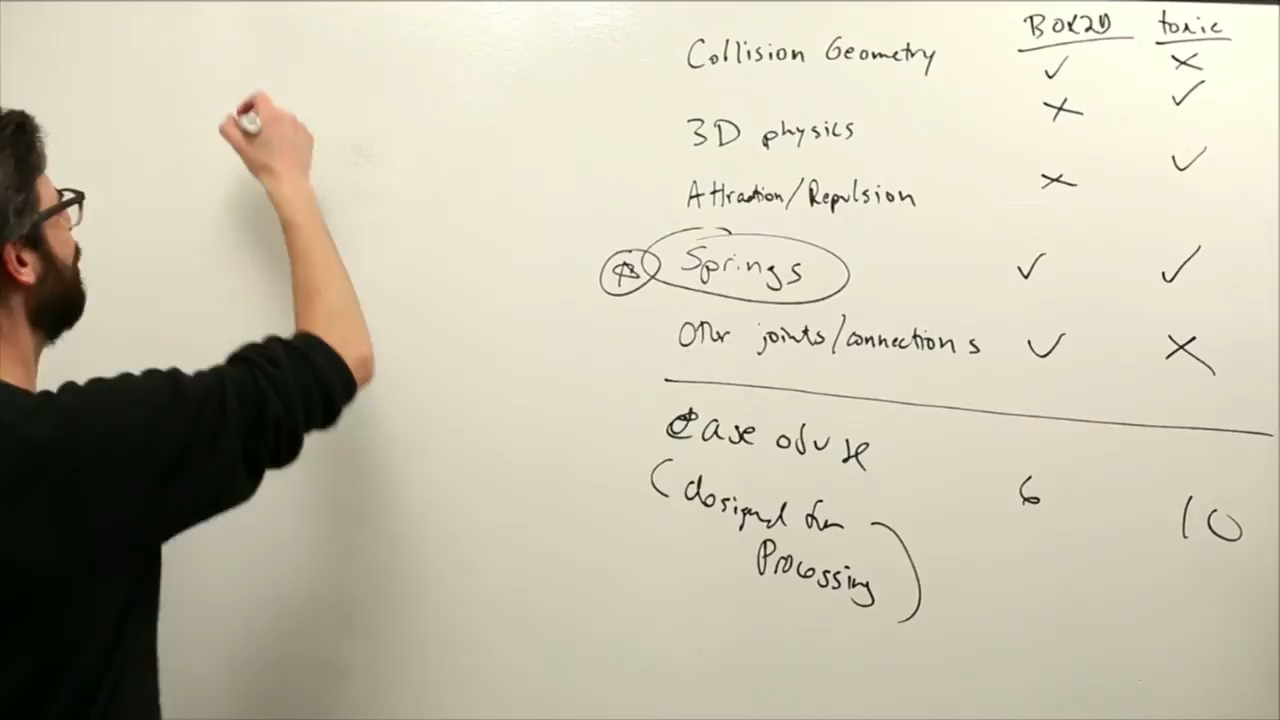 BOX2D toxic
Collision Geometry ✓ ✗
3D physics ✗ ✓
Attraction/Repulsion ✗ ✓
Springs ✓ ✓
Other joints/connections ✓ ✗
ease of use
(designed for 6 10
Processing)